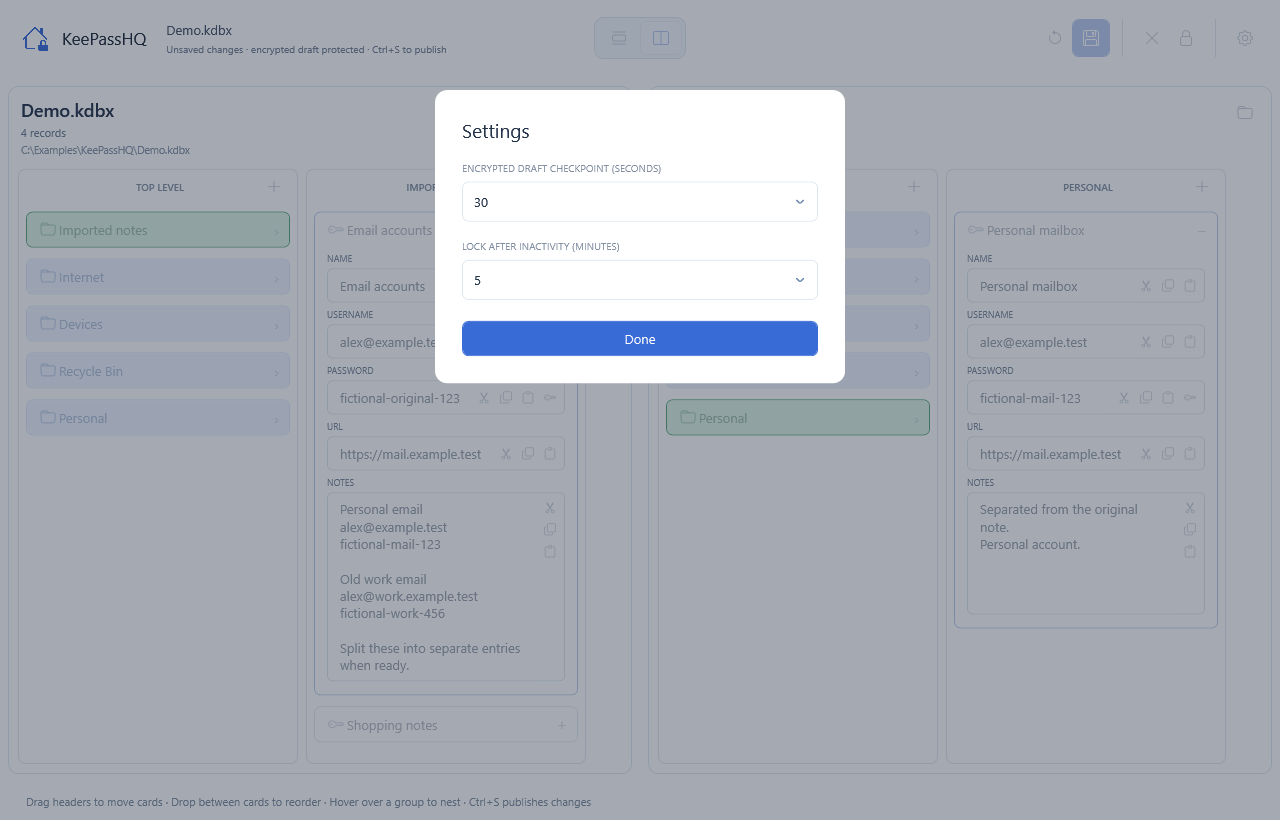 KeePassHQ
Demo.kdbx
Unsaved changes · encrypted draft protected · Ctrl+S to publish
Demo.kdbx
4 records
C:\Examples\KeePassHQ\Demo.kdbx
TOP LEVEL
Imported notes
Internet
Devices
Recycle Bin
Personal
Email accounts
NAME
Email accounts
USERNAME
PASSWORD
fictional-original-123
URL
https://mail.example.test
NOTES
Personal email
alex@example.test
fictional-mail-123
Old work email
alex@work.example.test
fictional-work-456
Split these into separate entries
when ready.
Shopping notes
Settings
ENCRYPTED DRAFT CHECKPOINT (SECONDS)
30
LOCK AFTER INACTIVITY (MINUTES)
5
Done
Personal
PERSONAL
Personal mailbox
NAME
Personal mailbox
USERNAME
alex@example.test
PASSWORD
fictional-mail-123
URL
https://mail.example.test
NOTES
Separated from the original
note.
Personal account.
Drag headers to move cards · Drop between cards to reorder · Hover over a group to nest · Ctrl+S publishes changes